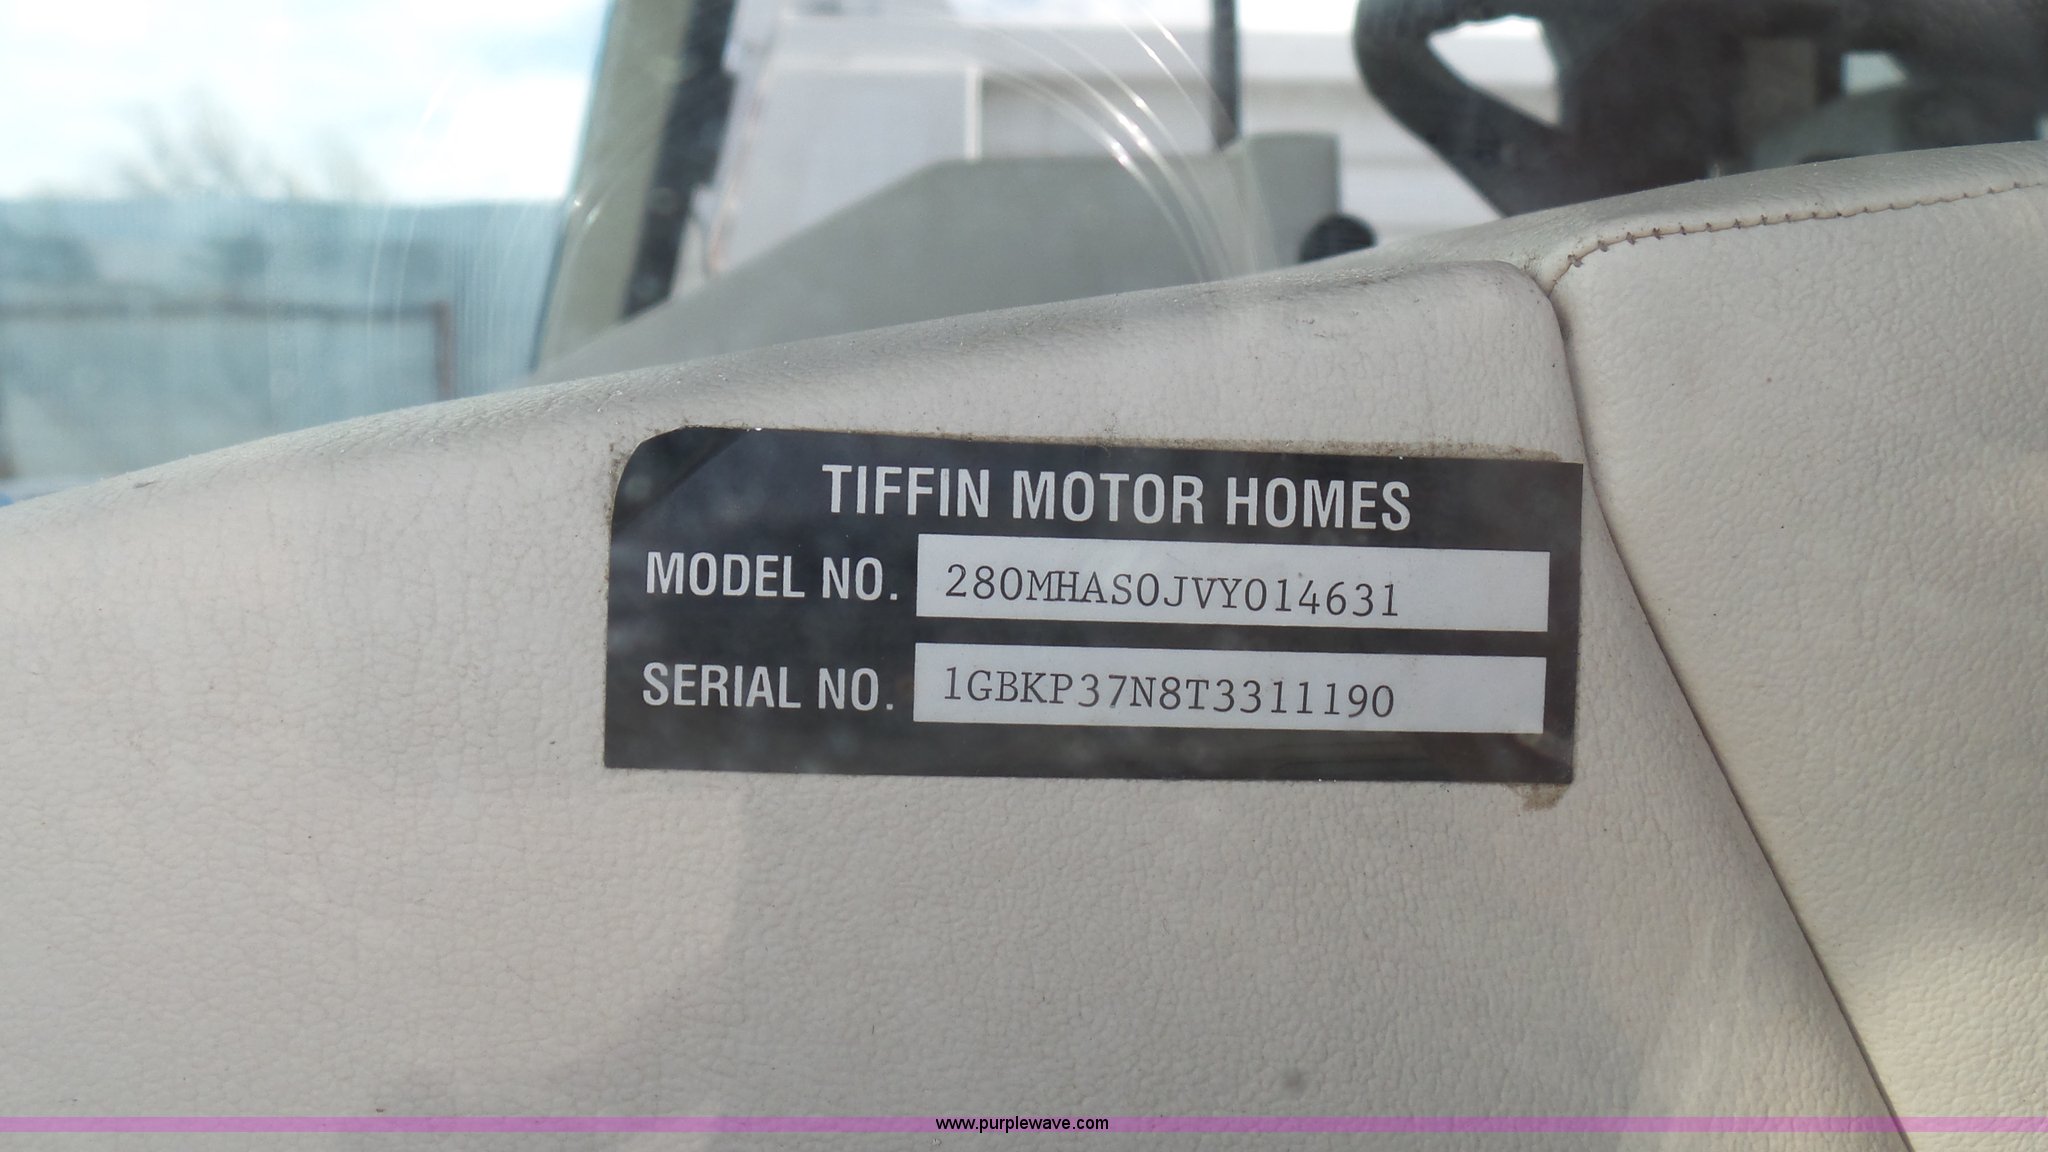 TIFFIN MOTOR HOMES
MODEL NO. 280MHAS0JVY014631
SERIAL NO. 1GBKP37N8T3311190
www.purplewave.com